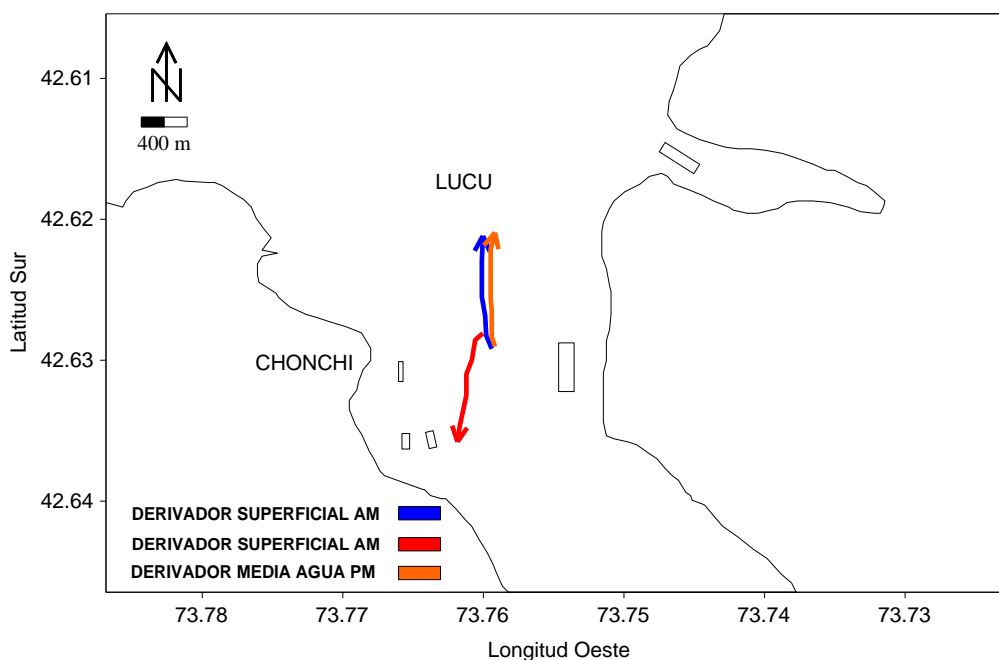 42.61
42.62
42.63
42.64
Latitud Sur
N
400 m
LUCU
CHONCHI
DERIVADOR SUPERFICIAL AM
DERIVADOR SUPERFICIAL AM
DERIVADOR MEDIA AGUA PM
73.78
73.77
73.76
73.75
73.74
73.73
Longitud Oeste